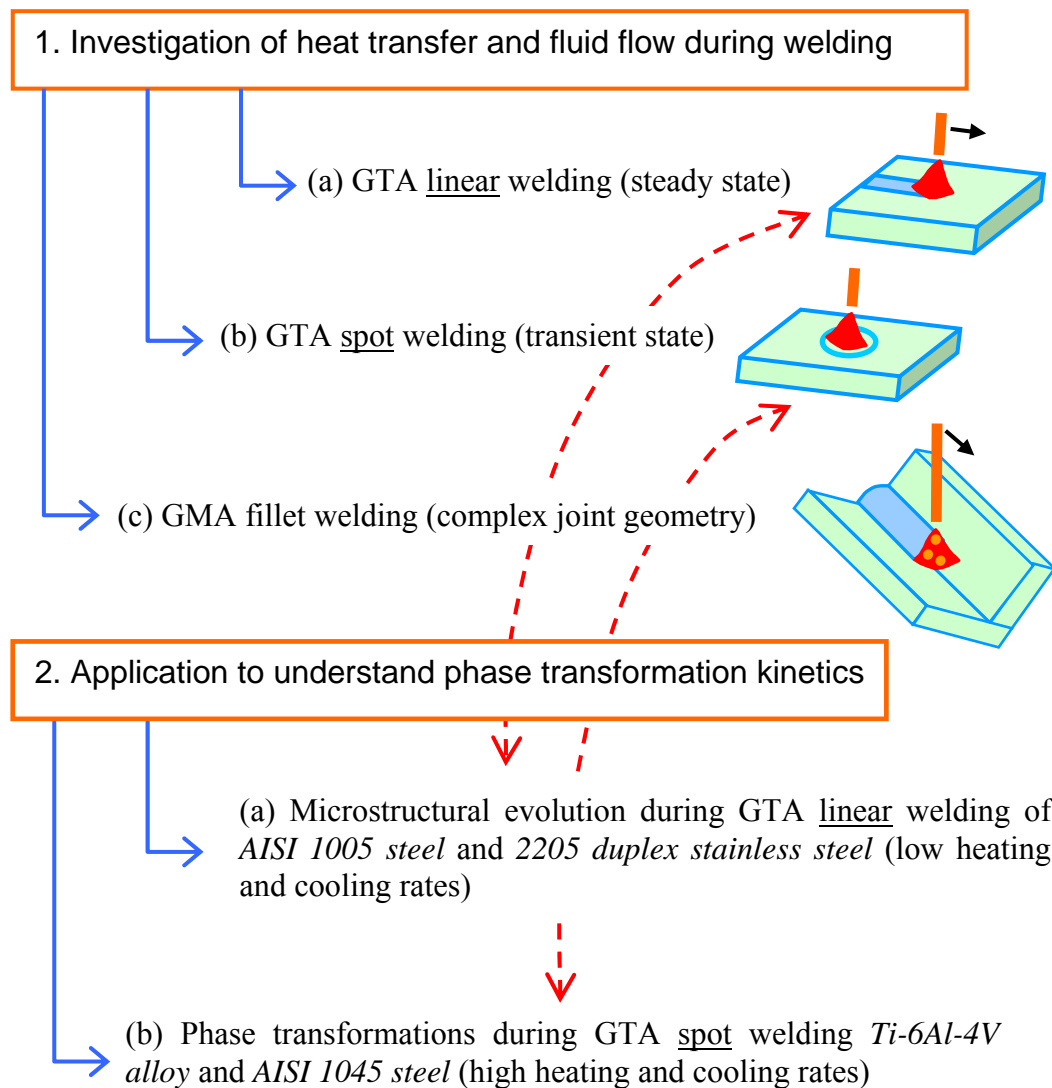 1. Investigation of heat transfer and fluid flow during welding
(a) GTA linear welding (steady state)
(b) GTA spot welding (transient state)
(c) GMA fillet welding (complex joint geometry)
2. Application to understand phase transformation kinetics
(a) Microstructural evolution during GTA linear welding of
AISI 1005 steel and 2205 duplex stainless steel (low heating
and cooling rates)
(b) Phase transformations during GTA spot welding Ti-6Al-4V
alloy and AISI 1045 steel (high heating and cooling rates)